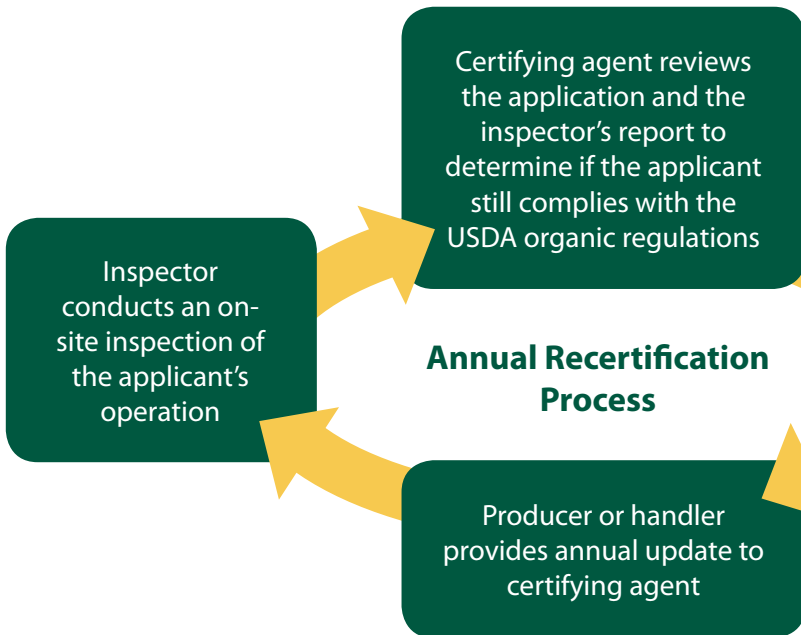 Certifying agent reviews
the application and the
inspector’s report to
determine if the applicant
still complies with the
USDA organic regulations
Inspector
conducts an on-
site inspection of
the applicant’s
operation
Annual Recertification
Process
Producer or handler
provides annual update to
certifying agent